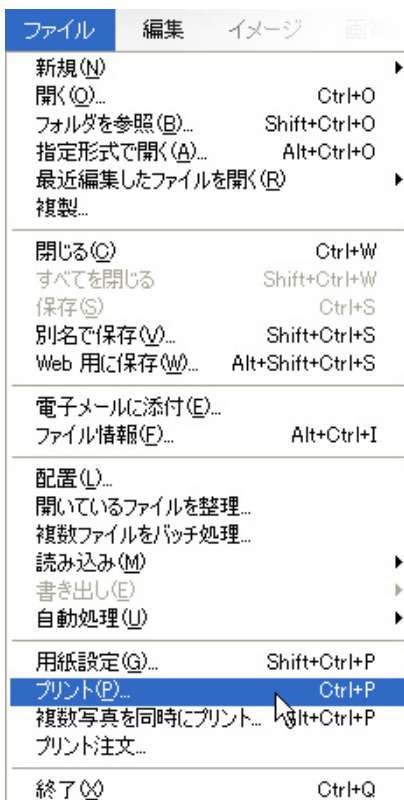 ファイル 編集 イメージ 画
新規(N)
開く(O)... Ctrl+O
フォルダを参照(B)... Shift+Ctrl+O
指定形式で開く(A)... Alt+Ctrl+O
最近編集したファイルを開く(R)
複製...
閉じる(C) Ctrl+W
すべてを閉じる Shift+Ctrl+W
保存(S) Ctrl+S
別名で保存(V)... Shift+Ctrl+S
Web 用に保存(W)... Alt+Shift+Ctrl+S
電子メールに添付(E)...
ファイル情報(F)... Alt+Ctrl+I
配置(L)...
開いているファイルを整理...
複数ファイルをバッチ処理...
読み込み(M)
書き出し(E)
自動処理(U)
用紙設定(G)... Shift+Ctrl+P
プリント(P)... Ctrl+P
複数写真を同時にプリント... Alt+Ctrl+P
プリント注文...
終了(X) Ctrl+Q